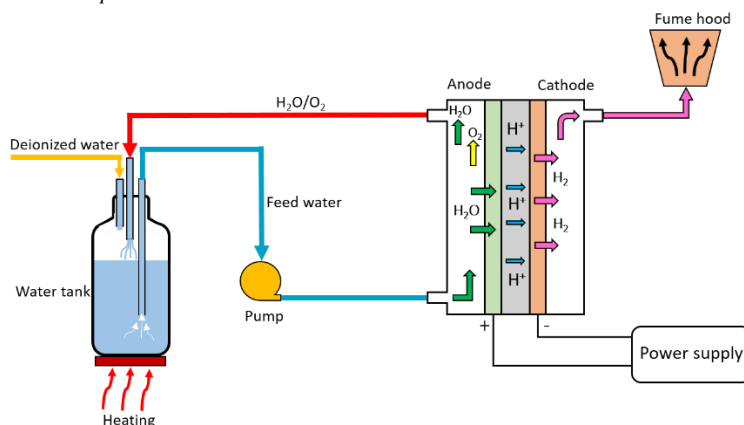 Fume hood
Anode
Cathode
H₂O/O₂
H₂O
O₂
H⁺
Deionized water
H₂
Feed water
H₂O
H⁺
H₂
Water tank
H⁺
Pump
+
-
Power supply
Heating